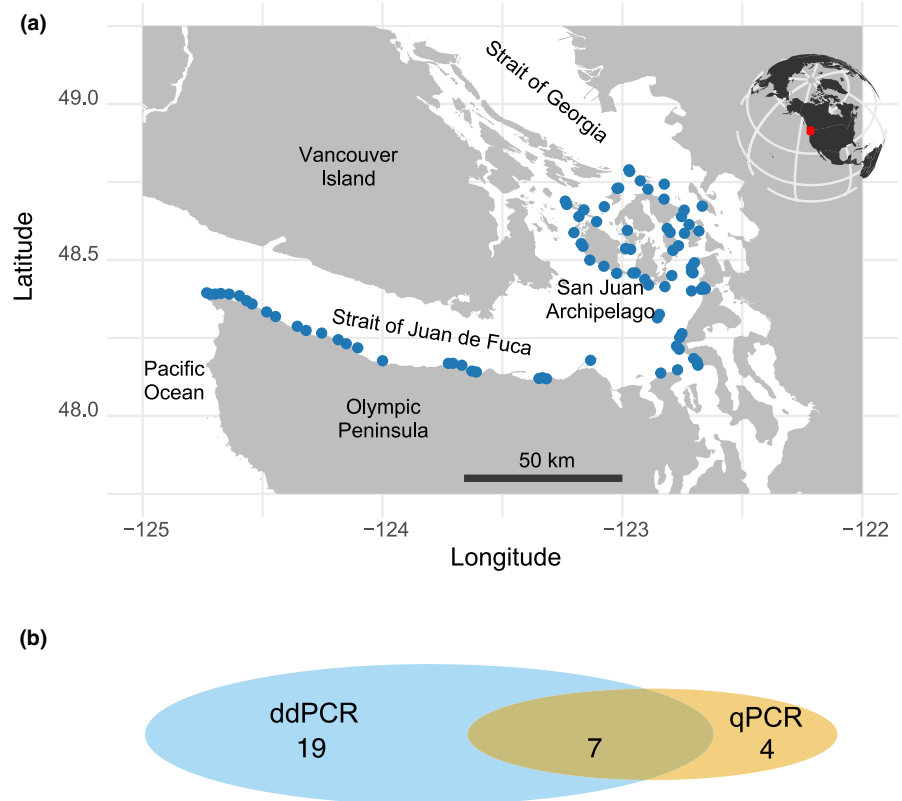 (a)
Strait of Georgia
49.0
Vancouver
Island
Latitude
48.5
San Juan
Archipelago
Strait of Juan de Fuca
Pacific
Ocean
48.0
Olympic
Peninsula
50 km
−125
−124
−123
−122
Longitude
(b)
ddPCR
19
7
qPCR
4